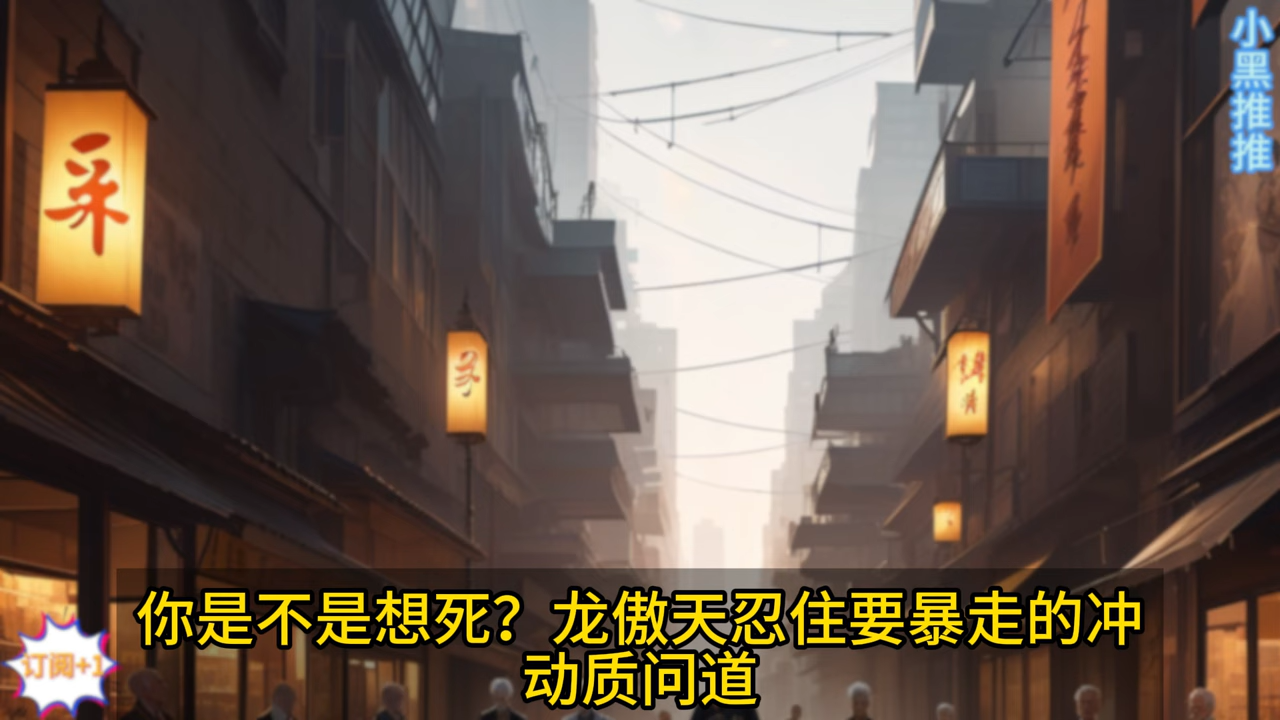 小黑推推
你是不是想死？龙傲天忍住要暴走的冲
动质问道
订阅+1